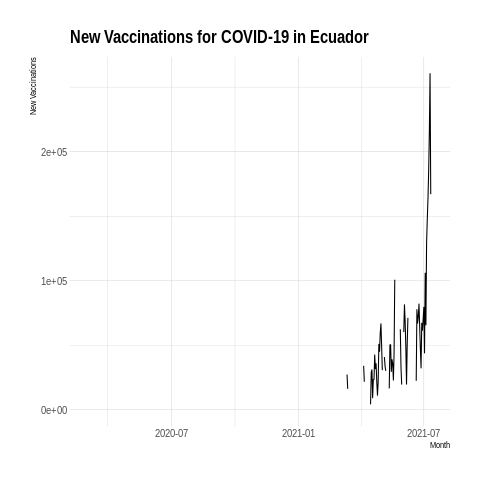 New Vaccinations for COVID-19 in Ecuador
New Vaccinations
2e+05
1e+05
0e+00
2020-07
2021-01
2021-07
Month